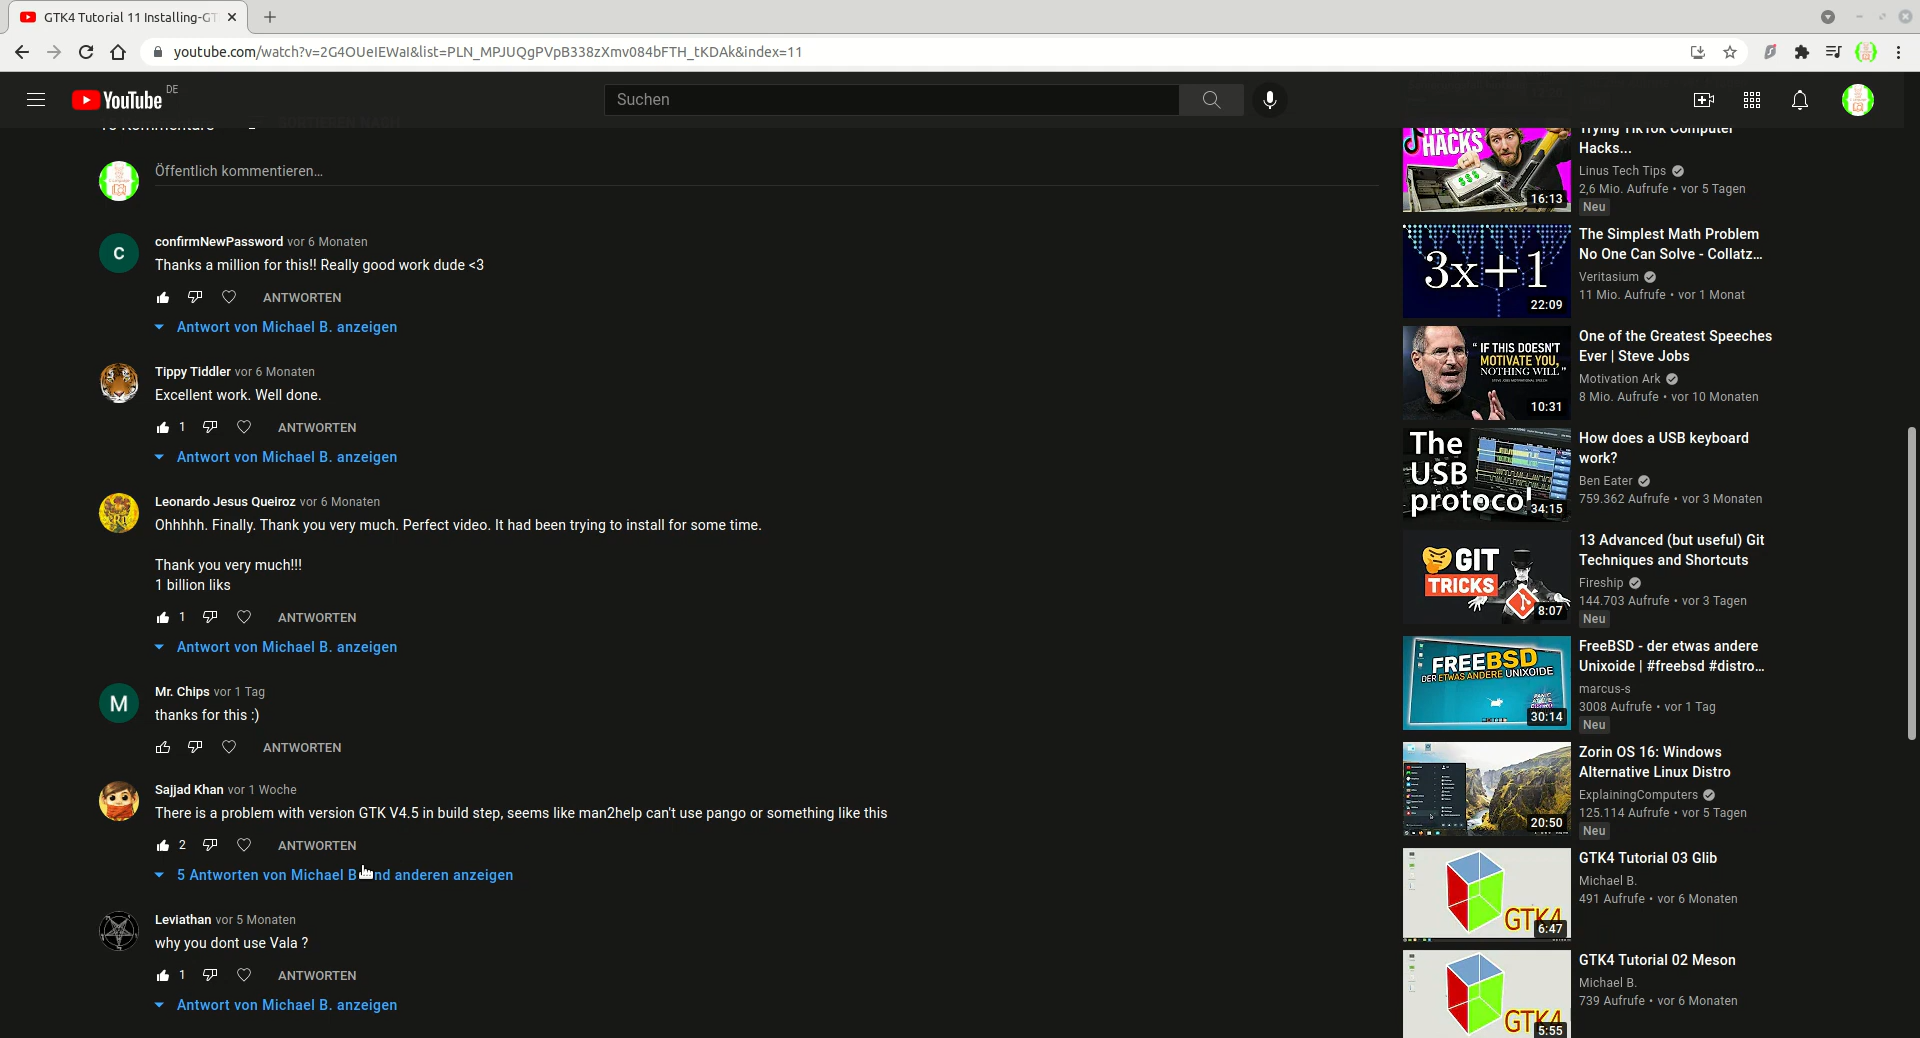 GTK4 Tutorial 11 Installing-GT
youtube.com/watch?v=2G4OUeIEWaI&list=PLN_MPJUQgPVpB338zXmv084bFTH_tKDAk&index=11
YouTube DE
Suchen
Öffentlich kommentieren...
confirmNewPassword vor 6 Monaten
Thanks a million for this!! Really good work dude <3
ANTWORTEN
Antwort von Michael B. anzeigen
Tippy Tiddler vor 6 Monaten
Excellent work. Well done.
1 ANTWORTEN
Antwort von Michael B. anzeigen
Leonardo Jesus Queiroz vor 6 Monaten
Ohhhhh. Finally. Thank you very much. Perfect video. It had been trying to install for some time.
Thank you very much!!!
1 billion liks
1 ANTWORTEN
Antwort von Michael B. anzeigen
M
Mr. Chips vor 1 Tag
thanks for this :)
ANTWORTEN
Sajjad Khan vor 1 Woche
There is a problem with version GTK V4.5 in build step, seems like man2help can't use pango or something like this
2 ANTWORTEN
5 Antworten von Michael B nd anderen anzeigen
Leviathan vor 5 Monaten
why you dont use Vala ?
1 ANTWORTEN
Antwort von Michael B. anzeigen
C
HACKS
16:13
Trying TikTok Computer
Hacks...
Linus Tech Tips
2,6 Mio. Aufrufe • vor 5 Tagen
Neu
3x+1
22:09
The Simplest Math Problem
No One Can Solve - Collatz...
Veritasium
11 Mio. Aufrufe • vor 1 Monat
"IF THIS DOESN'T
MOTIVATE YOU,
NOTHING WILL"
10:31
One of the Greatest Speeches
Ever | Steve Jobs
Motivation Ark
8 Mio. Aufrufe • vor 10 Monaten
The
USB
protocol
34:15
How does a USB keyboard
work?
Ben Eater
759.362 Aufrufe • vor 3 Monaten
GIT
TRICKS
8:07
13 Advanced (but useful) Git
Techniques and Shortcuts
Fireship
144.703 Aufrufe • vor 3 Tagen
Neu
FREEBSD
DER ETWAS ANDERE UNIXOIDE
30:14
FreeBSD - der etwas andere
Unixoide | #freebsd #distro...
marcus-s
3008 Aufrufe • vor 1 Tag
Neu
20:50
Zorin OS 16: Windows
Alternative Linux Distro
ExplainingComputers
125.114 Aufrufe • vor 5 Tagen
Neu
GTK4
6:47
GTK4 Tutorial 03 Glib
Michael B.
491 Aufrufe • vor 6 Monaten
GTK4
5:55
GTK4 Tutorial 02 Meson
Michael B.
739 Aufrufe • vor 6 Monaten